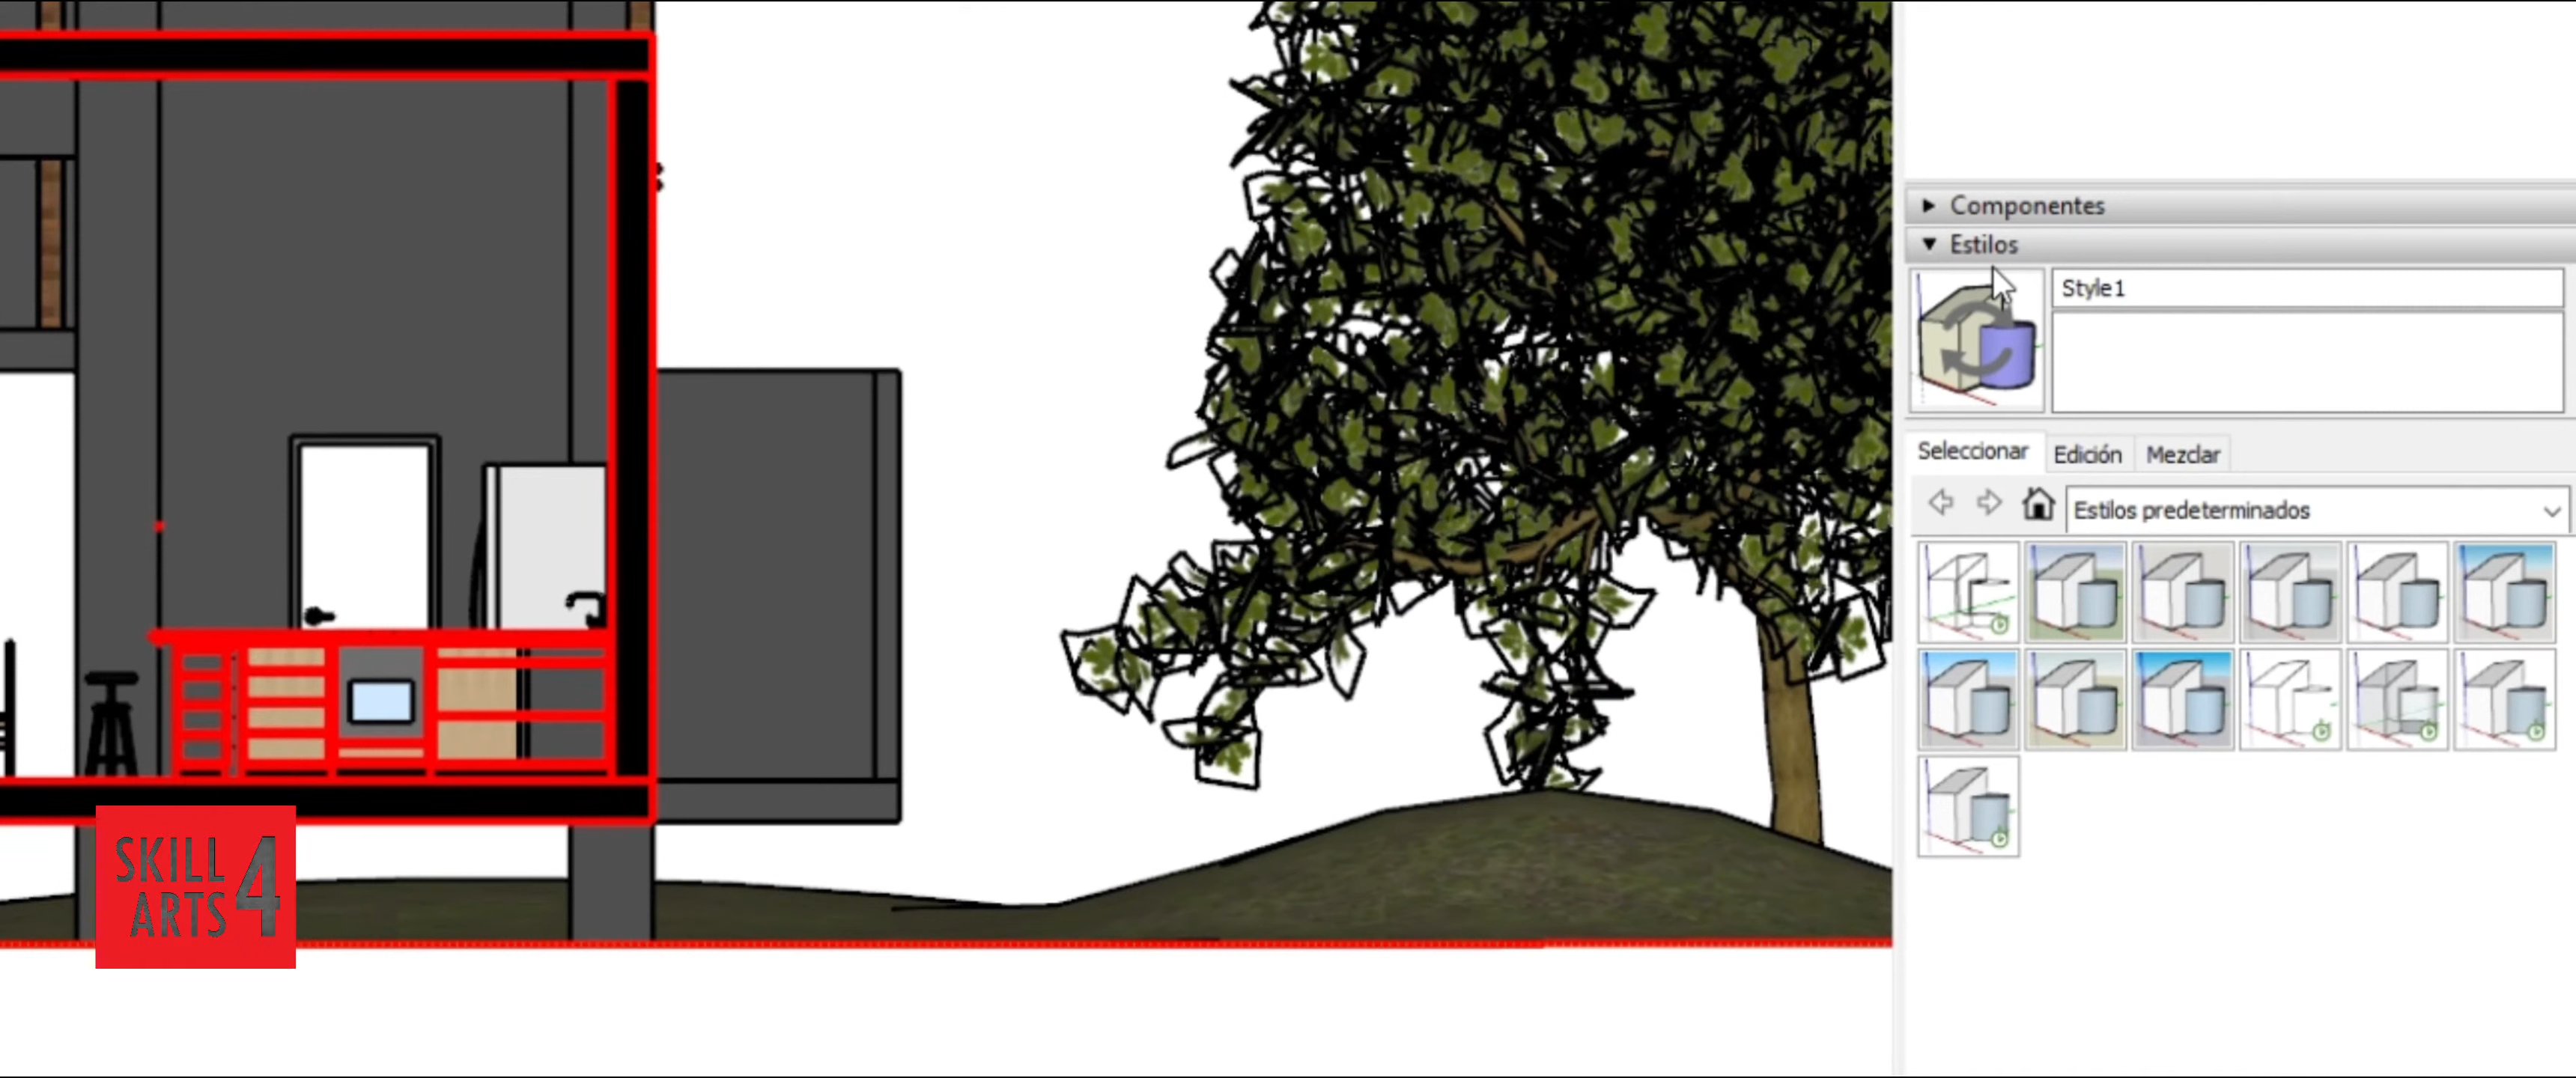 Componentes
Estilos
Style1
Seleccionar Edición Mezclar
Estilos predeterminados
SKILL 4
ARTS